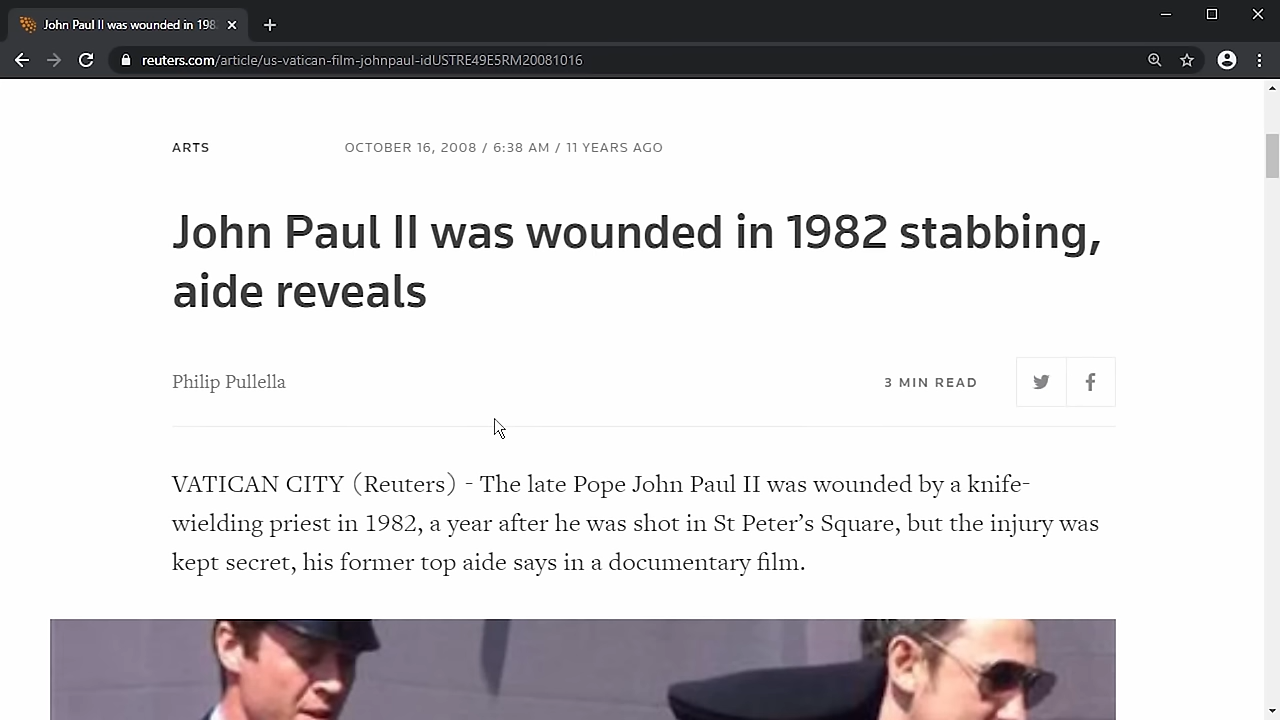 John Paul II was wounded in 198
reuters.com/article/us-vatican-film-johnpaul-idUSTRE49E5RM20081016
ARTS
OCTOBER 16, 2008 / 6:38 AM / 11 YEARS AGO
John Paul II was wounded in 1982 stabbing,
aide reveals
Philip Pullella
3 MIN READ
VATICAN CITY (Reuters) - The late Pope John Paul II was wounded by a knife-
wielding priest in 1982, a year after he was shot in St Peter’s Square, but the injury was
kept secret, his former top aide says in a documentary film.